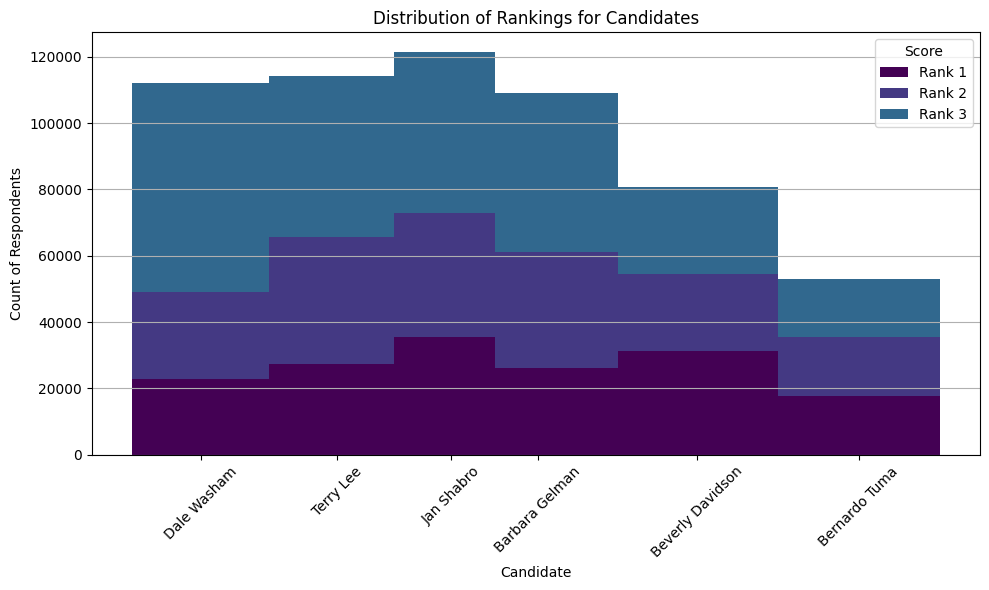 Distribution of Rankings for Candidates
Score
Rank 1
Rank 2
Rank 3
Count of Respondents
120000
100000
80000
60000
40000
20000
0
Dale Washam
Terry Lee
Jan Shabro
Barbara Gelman
Beverly Davidson
Bernardo Tuma
Candidate